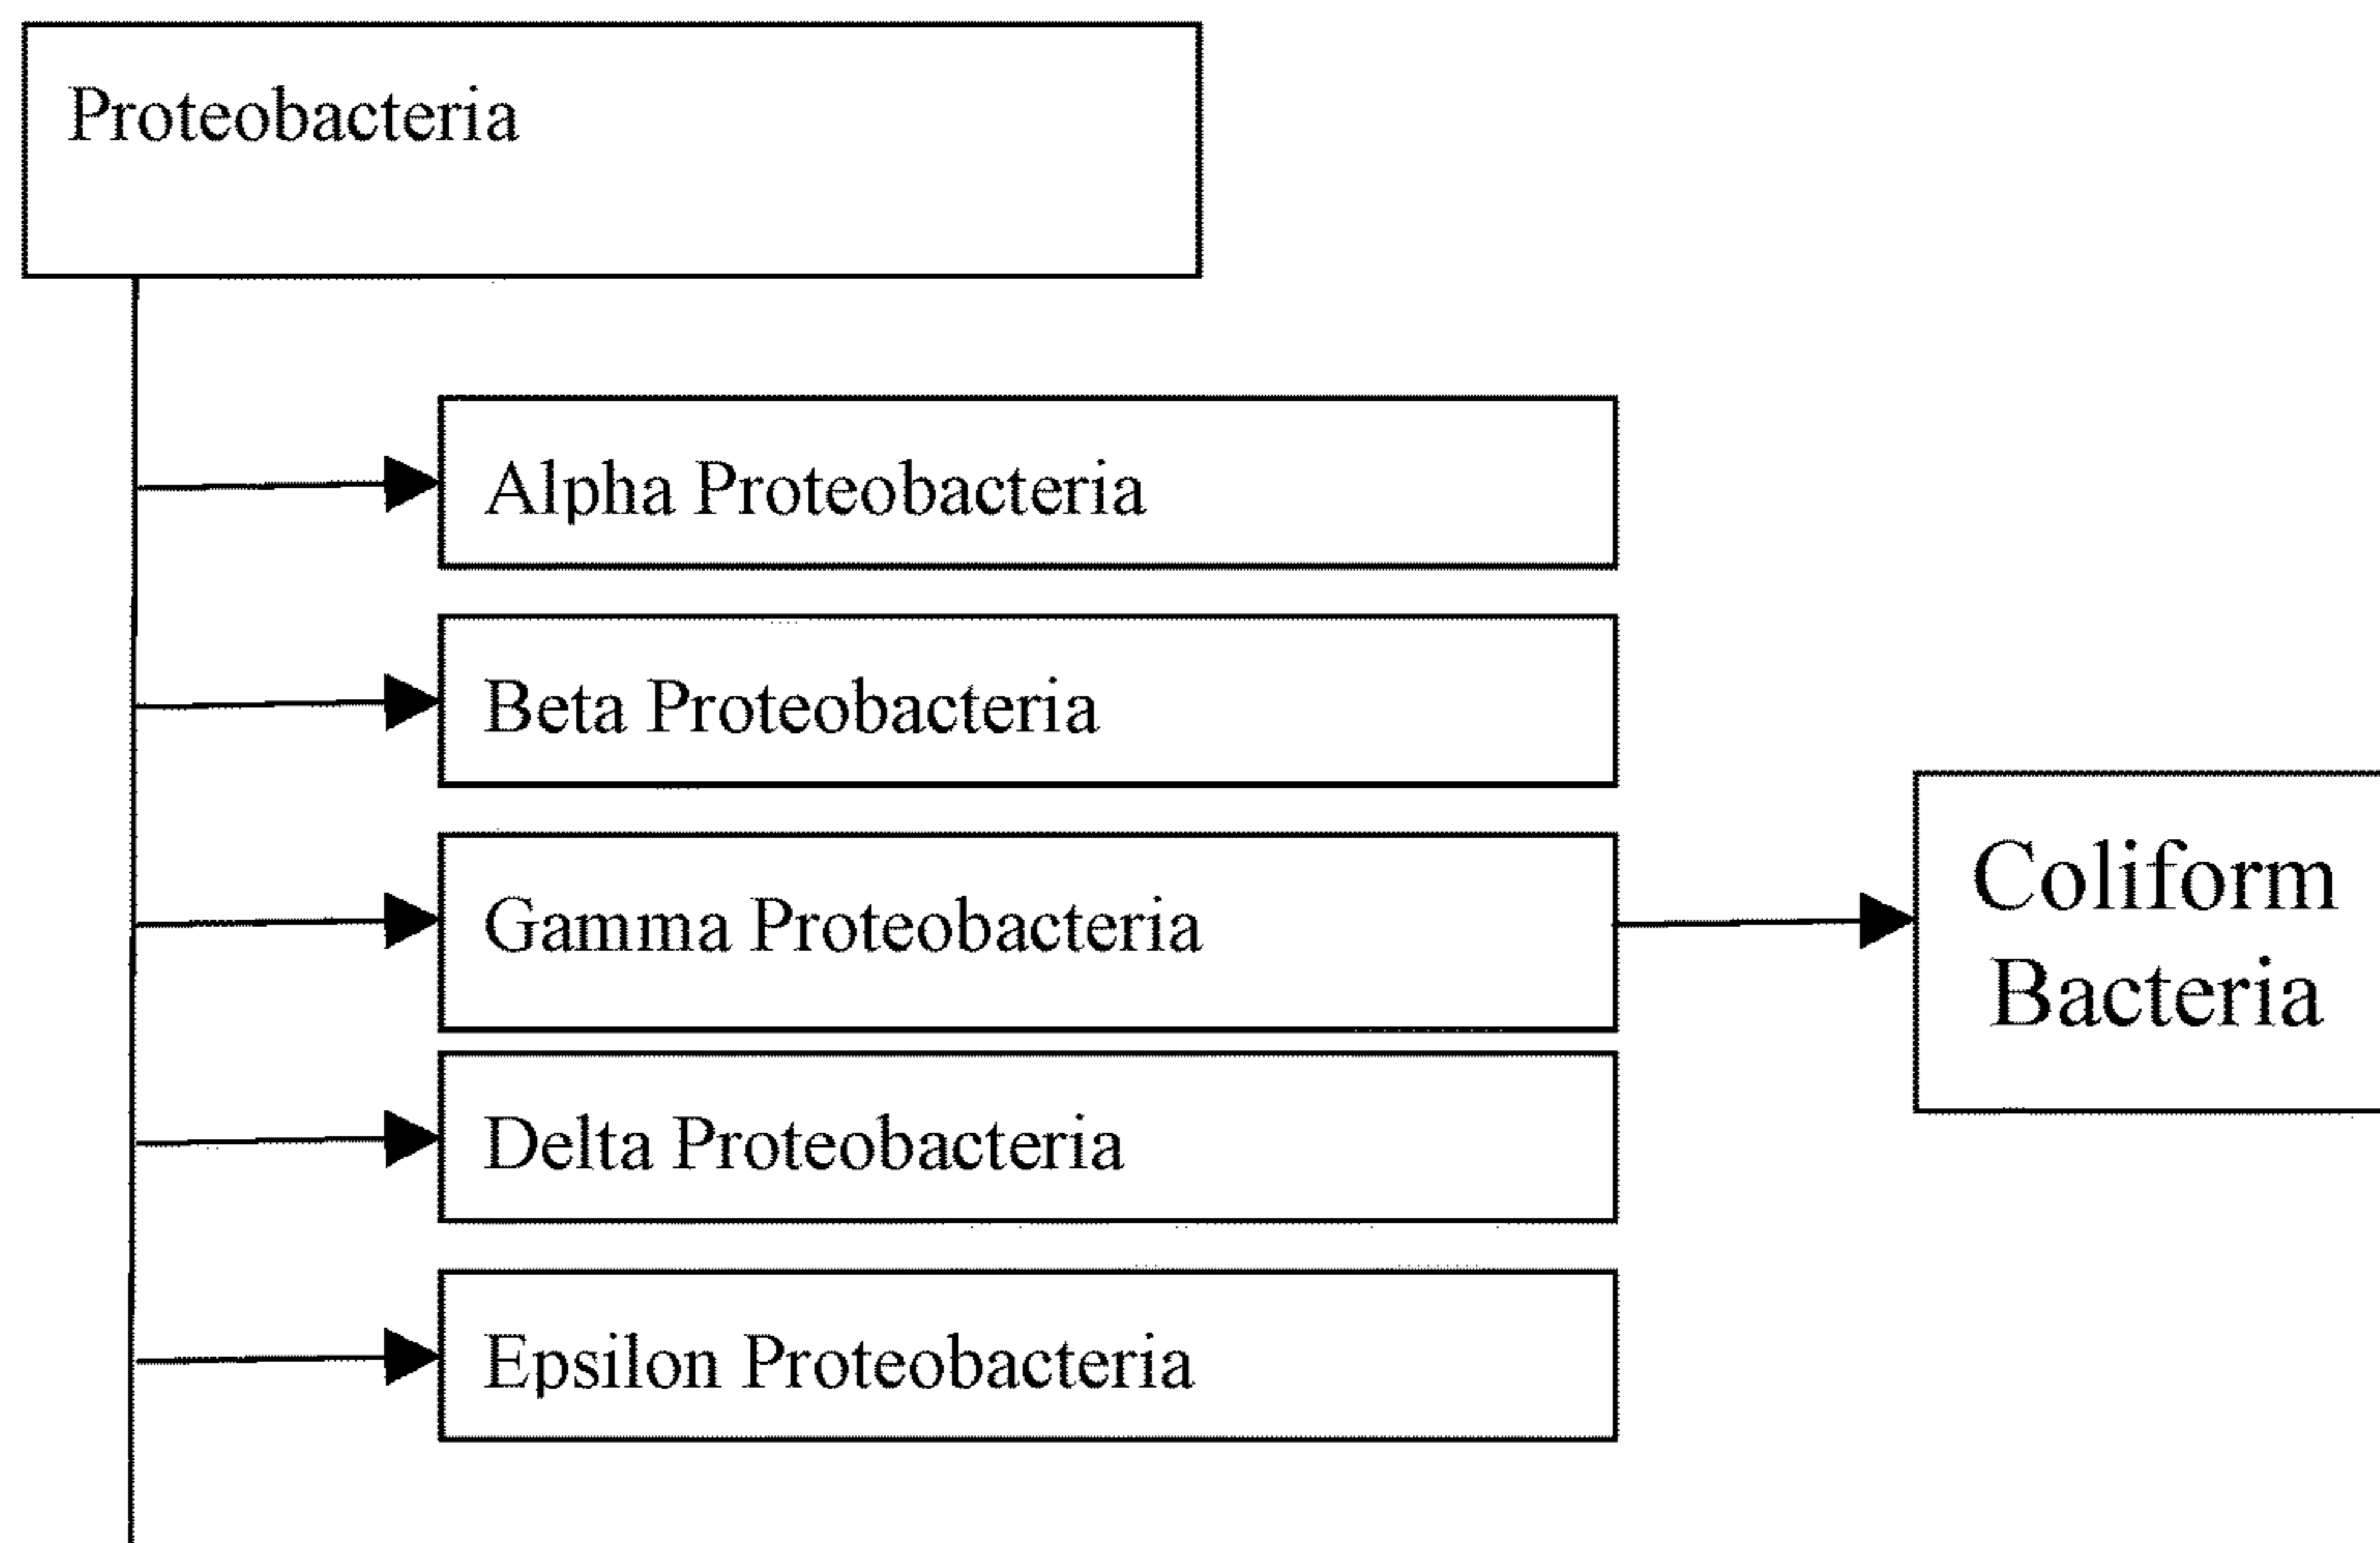 Proteobacteria
Alpha Proteobacteria
Beta Proteobacteria
Gamma Proteobacteria
Coliform
Bacteria
Delta Proteobacteria
Epsilon Proteobacteria